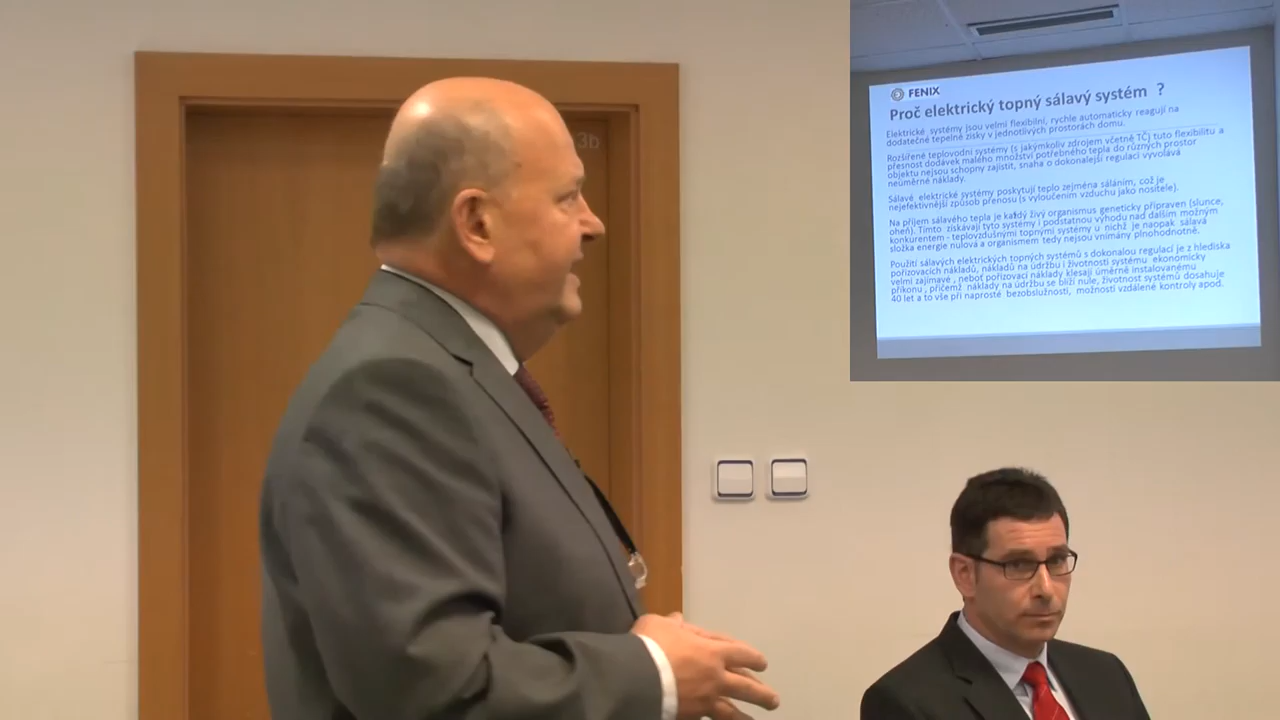 3b
FENIX
Proč elektrický topný sálavý systém ?
Elektrické systémy jsou velmi flexibilní, rychle automaticky reagují na
dodatečné tepelné zisky v jednotlivých prostorách domu.
Rozšířené teplovodní systémy (s jakýmkoliv zdrojem včetně TČ) tuto flexibilitu a
přesnost dodávek malého množství potřebného tepla do různých prostor
objektu nejsou schopny zajistit, snaha o dokonalejší regulaci vyvolává
neúměrné náklady.
Sálavé elektrické systémy poskytují teplo zejména sáláním, což je
nejefektivnější způsob přenosu (s vyloučením vzduchu jako nositele).
Na příjem sálavého tepla je každý živý organismus geneticky připraven (slunce,
oheň). Tímto získávají tyto systémy i podstatnou výhodu nad dalším možným
konkurentem - teplovzdušnými topnými systémy u nichž je naopak sálavá
složka energie nulová a organismem tedy nejsou vnímány plnohodnotně.
Použití sálavých elektrických topných systémů s dokonalou regulací je z hlediska
pořizovacích nákladů, nákladů na údržbu i životnosti systému ekonomicky
velmi zajímavé , neboť pořizovací náklady klesají úměrně instalovanému
příkonu , přičemž náklady na údržbu se blíží nule, životnost systémů dosahuje
40 let a to vše při naprosté bezobslužnosti, možnosti vzdálené kontroly apod.